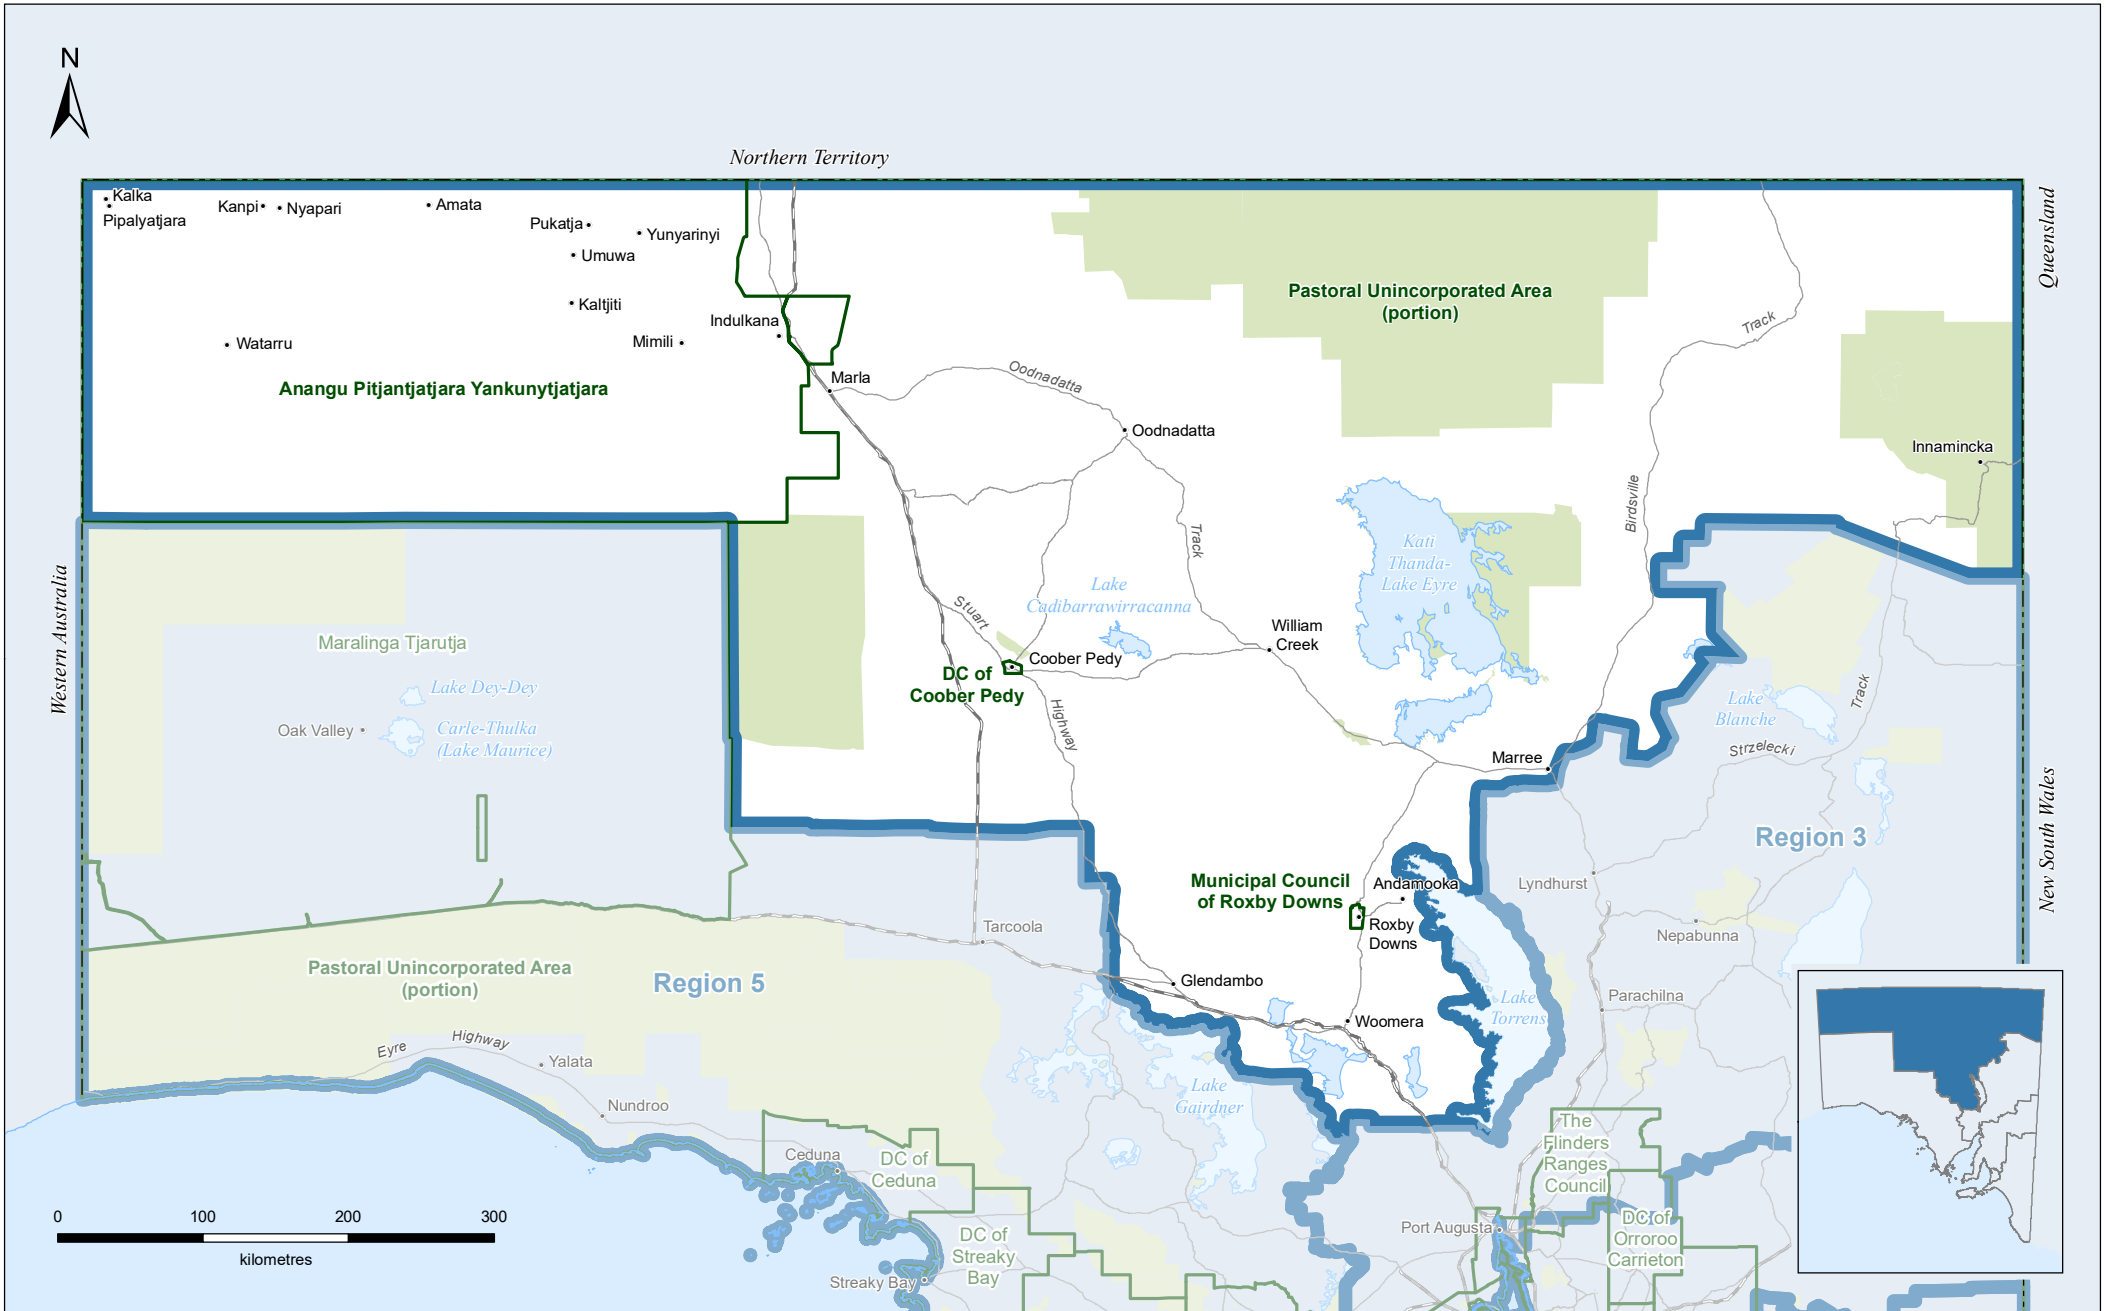 N
Northern Territory
Kalka
Pipalyatjara
Kanpi
Nyapari
Amata
Pukatja
Yunyarinyi
Umuwa
Kaltjiti
Indulkana
Mimili
Watarru
Anangu Pitjantjatjara Yankunytjatjara
Marla
Oodnadatta
Oodnadatta
Track
Pastoral Unincorporated Area
(portion)
Track
Birdsville
Queensland
Innamincka
Western Australia
Maralinga Tjarutja
Lake Dey-Dey
Oak Valley
Carle-Thulka
(Lake Maurice)
Stuart
Highway
Lake
Cadibarrawirracanna
Kati
Thanda-
Lake Eyre
William
Creek
Coober Pedy
DC of
Coober Pedy
Marree
Lake
Blanche
Track
Strzelecki
Region 3
New South Wales
Municipal Council
of Roxby Downs
Andamooka
Roxby
Downs
Lyndhurst
Nepabunna
Tarcoola
Glendambo
Woomera
Parachilna
Lake
Torrens
Lake
Gairdner
Pastoral Unincorporated Area
(portion)
Region 5
Eyre
Highway
Yalata
Nundroo
Ceduna
DC of
Ceduna
DC of
Streaky
Bay
Streaky Bay
The
Flinders
Ranges
Council
Port Augusta
DC of
Orroroo
Carrieton
0 100 200 300
kilometres